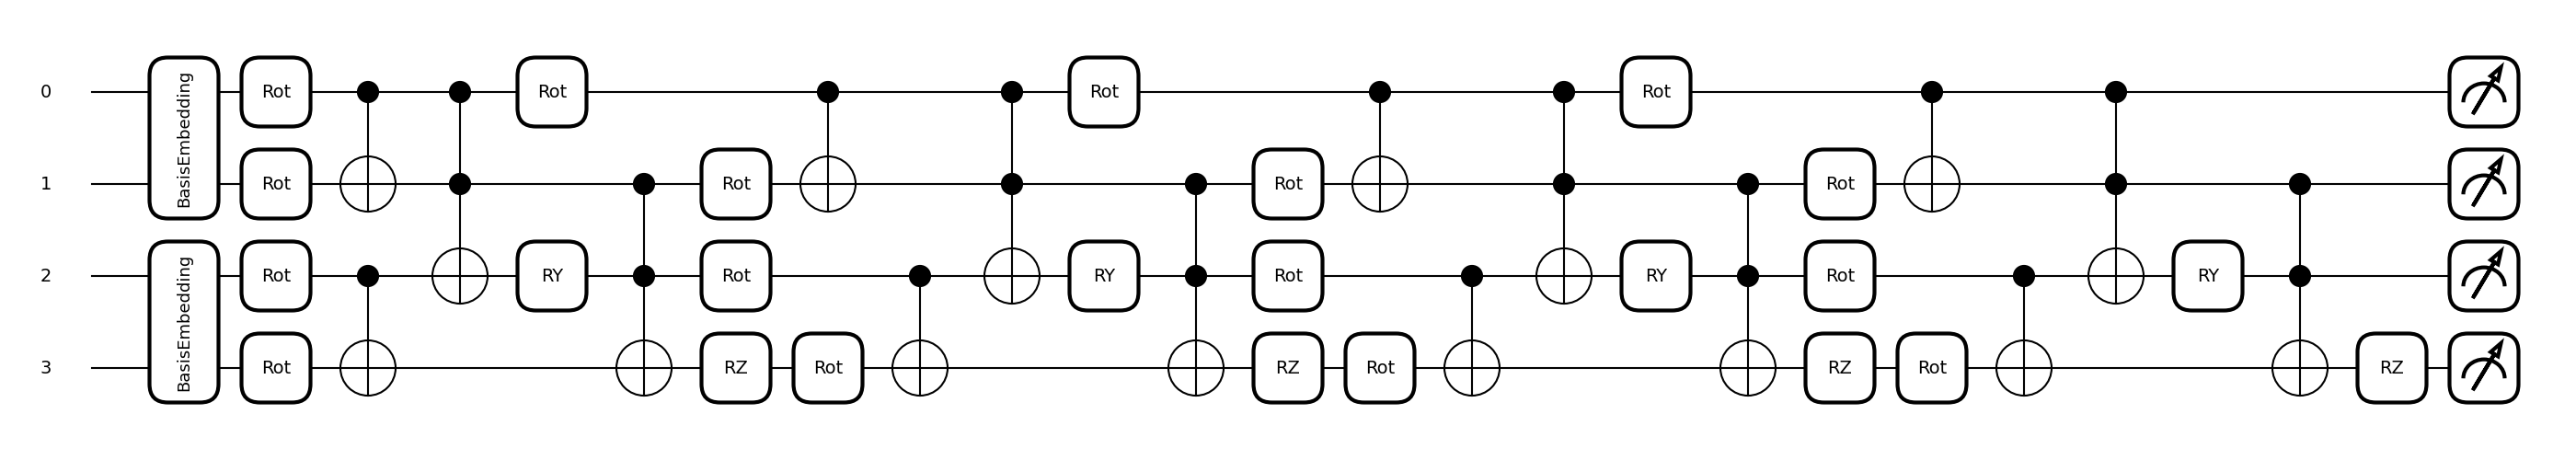 0 BasisEmbedding Rot Rot Rot Rot
1 Rot Rot Rot Rot
2 BasisEmbedding Rot RY Rot RY Rot RY Rot RY
3 Rot RZ Rot RZ Rot RZ Rot RZ